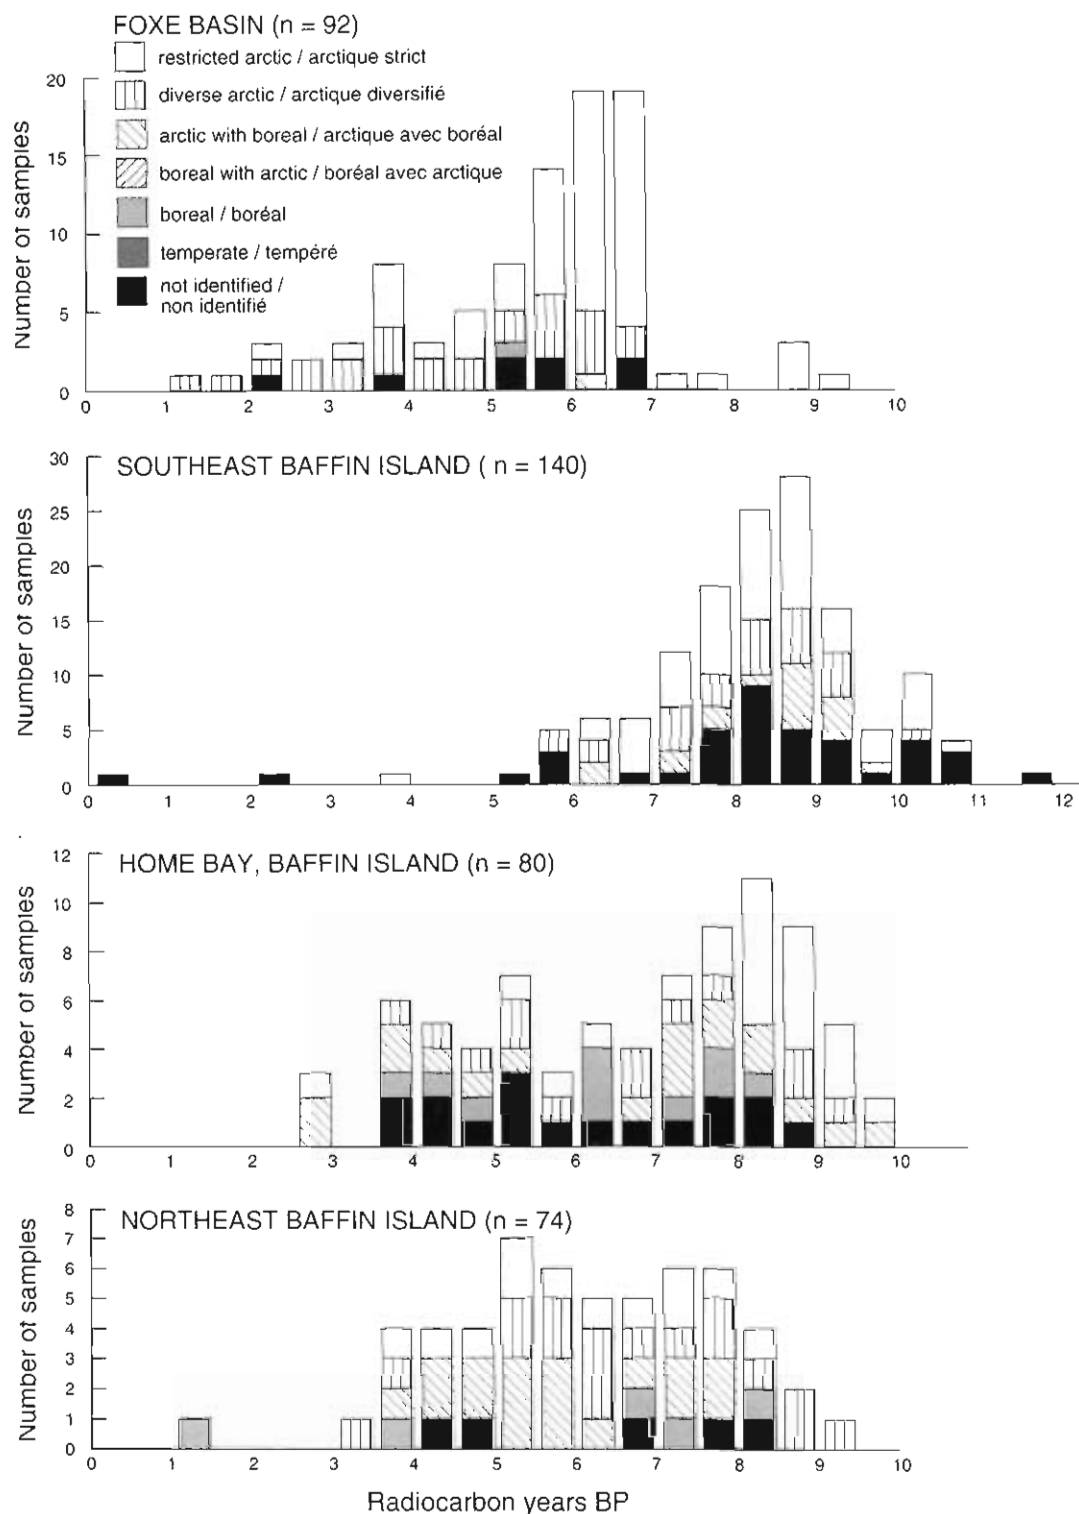 FOXE BASIN (n = 92)
restricted arctic / arctique strict
diverse arctic / arctique diversifié
arctic with boreal / arctique avec boréal
boreal with arctic / boréal avec arctique
boreal / boréal
temperate / tempéré
not identified /
non identifié
Number of samples
20
15
10
5
0
0 1 2 3 4 5 6 7 8 9 10
SOUTHEAST BAFFIN ISLAND ( n = 140)
Number of samples
30
25
20
15
10
5
0
0 1 2 3 4 5 6 7 8 9 10 11 12
HOME BAY, BAFFIN ISLAND (n = 80)
Number of samples
12
10
8
6
4
2
0
0 1 2 3 4 5 6 7 8 9 10
NORTHEAST BAFFIN ISLAND (n = 74)
Number of samples
8
7
6
5
4
3
2
1
0
0 1 2 3 4 5 6 7 8 9 10
Radiocarbon years BP